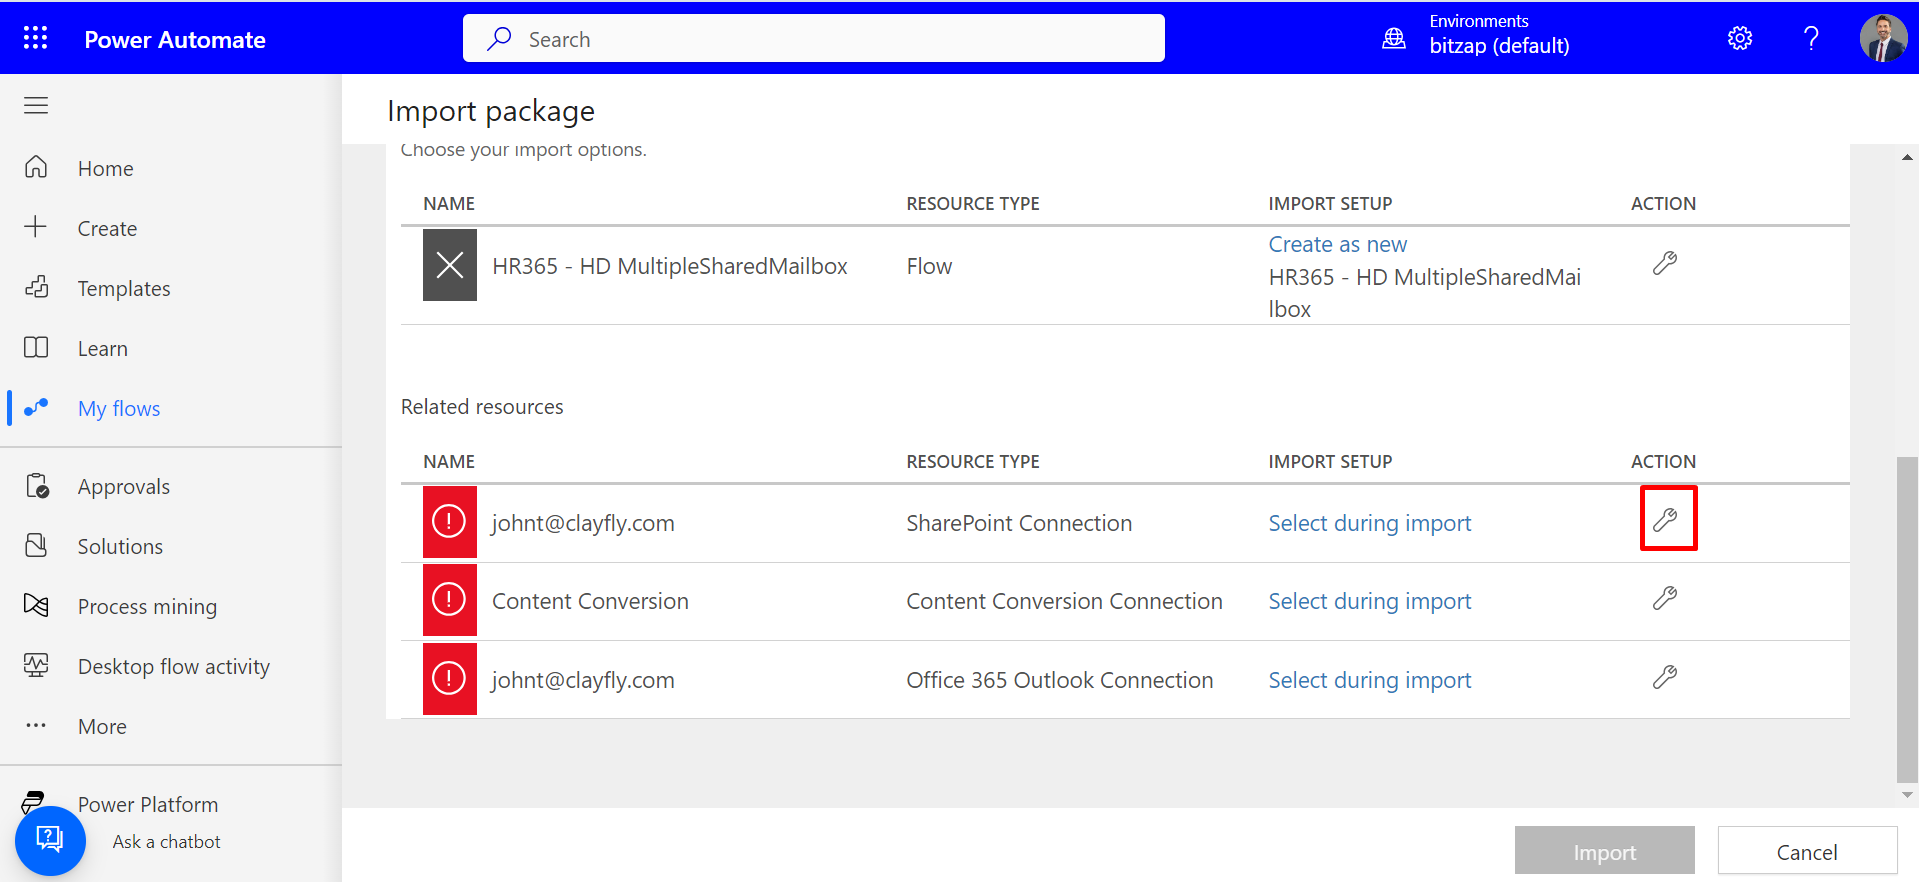 Power Automate
Search
Environments
bitzap (default)
?
Import package
Home
Create
Templates
Learn
My flows
Approvals
Solutions
Process mining
Desktop flow activity
More
Power Platform
Ask a chatbot
Choose your import options.
NAME RESOURCE TYPE IMPORT SETUP ACTION
HR365 - HD MultipleSharedMailbox Flow Create as new
HR365 - HD MultipleSharedMai
lbox
Related resources
NAME RESOURCE TYPE IMPORT SETUP ACTION
johnt@clayfly.com SharePoint Connection Select during import
Content Conversion Content Conversion Connection Select during import
johnt@clayfly.com Office 365 Outlook Connection Select during import
Import Cancel